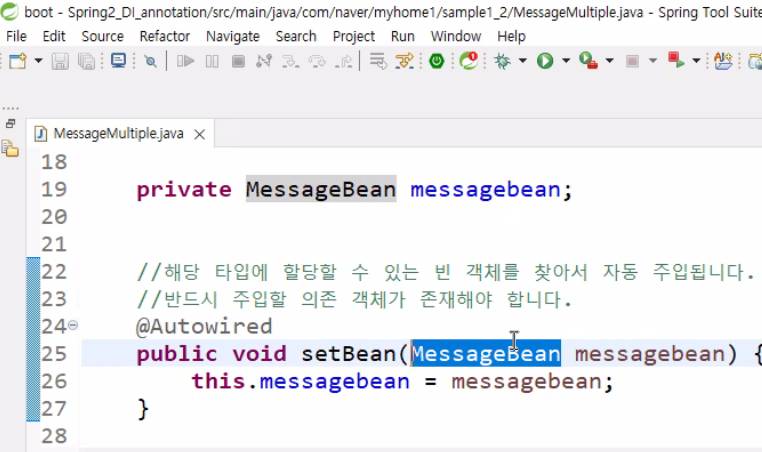 boot - Spring2_DI_annotation/src/main/java/com/naver/myhome1/sample1_2/MessageMultiple.java - Spring Tool Suite
File Edit Source Refactor Navigate Search Project Run Window Help
MessageMultiple.java
18
19 private MessageBean messagebean;
20
21
22 //해당 타입에 할당할 수 있는 빈 객체를 찾아서 자동 주입됩니다.
23 //반드시 주입할 의존 객체가 존재해야 합니다.
24 @Autowired
25 public void setBean(MessageBean messagebean) {
26 this.messagebean = messagebean;
27 }
28